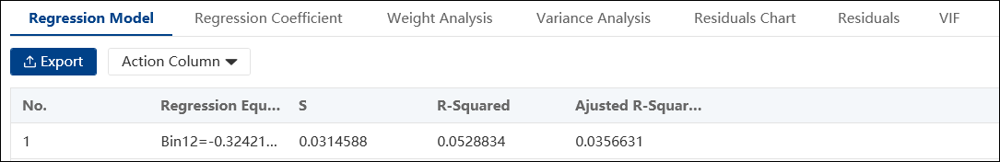 Regression Model Regression Coefficient Weight Analysis Variance Analysis Residuals Chart Residuals VIF
Export Action Column
No. Regression Equ... S R-Squared Ajusted R-Squar...
1 Bin12=-0.32421... 0.0314588 0.0528834 0.0356631